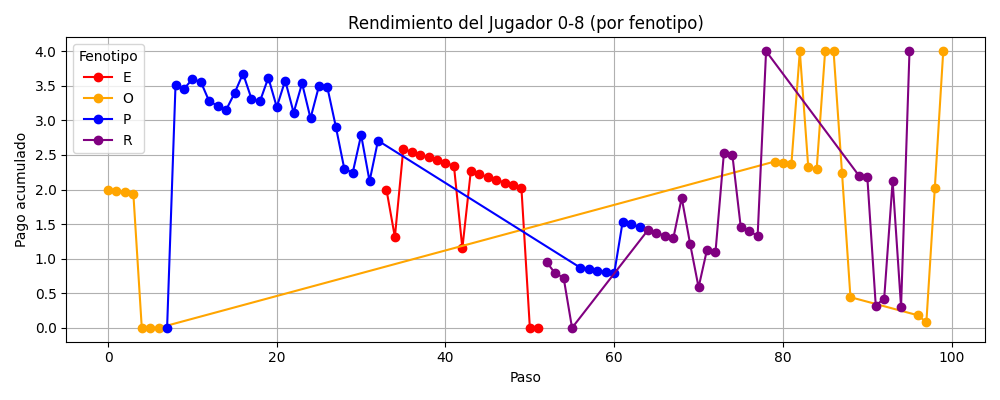 Rendimiento del Jugador 0-8 (por fenotipo)
Pago acumulado
4.0
3.5
3.0
2.5
2.0
1.5
1.0
0.5
0.0
Fenotipo
E
O
P
R
0 20 40 60 80 100
Paso